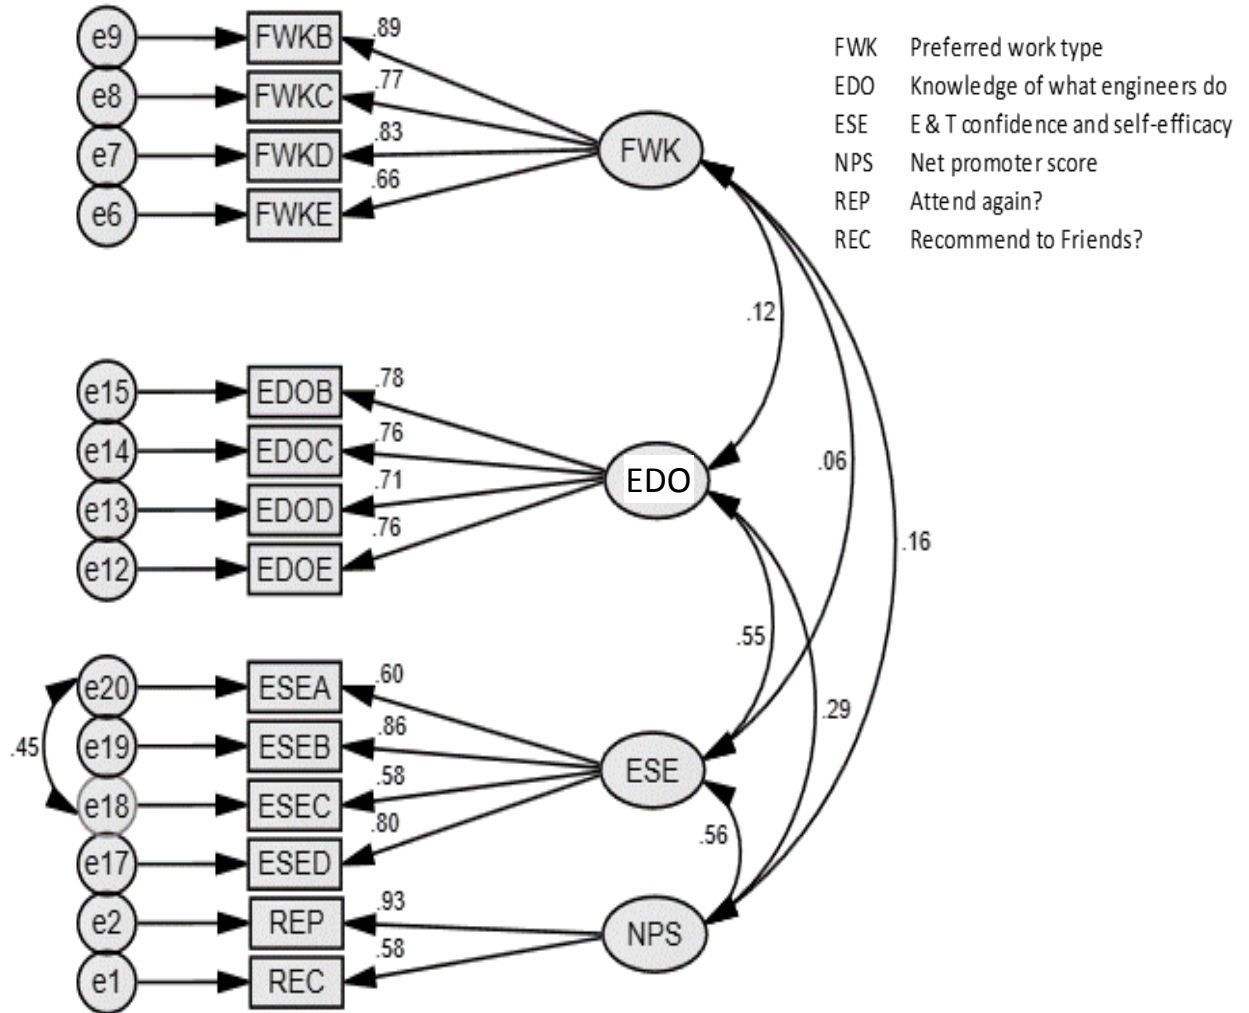 e9 FWKB .89
e8 FWKC .77
e7 FWKD .83
e6 FWKE .66
FWK
FWK Preferred work type
EDO Knowledge of what engineers do
ESE E & T confidence and self-efficacy
NPS Net promoter score
REP Attend again?
REC Recommend to Friends?
.12
.06
.16
e15 EDOB .78
e14 EDOC .76
e13 EDOD .71
e12 EDOE .76
EDO
.55
.29
.45
e20 ESEA .60
e19 ESEB .86
e18 ESEC .58
e17 ESED .80
ESE
.56
e2 REP .93
e1 REC .58
NPS